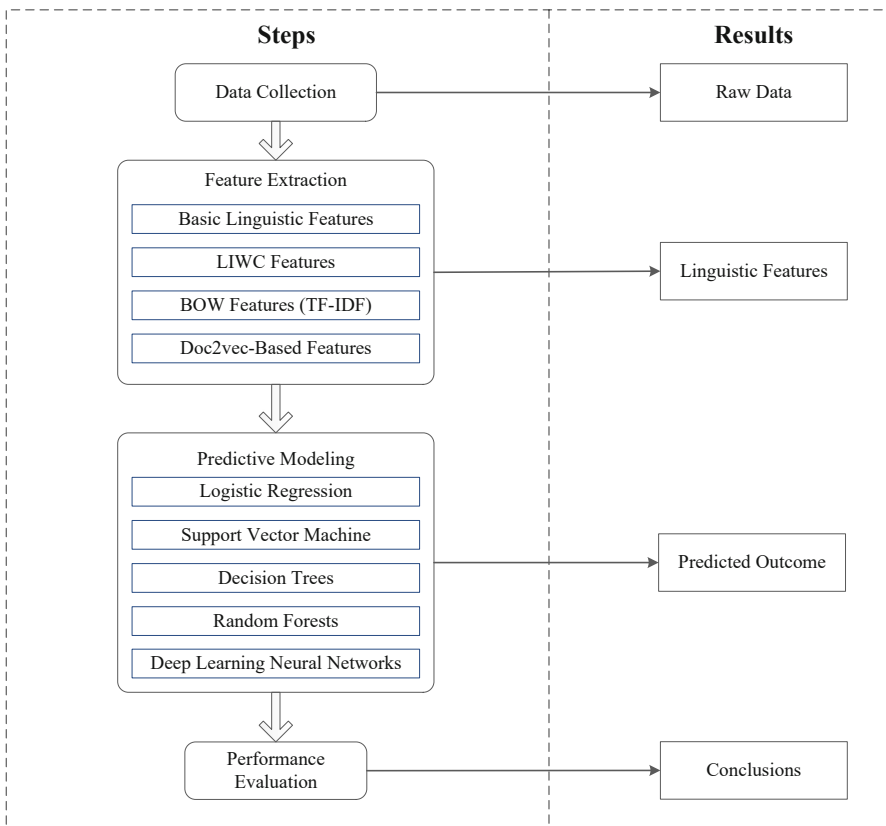 Steps
Results
Data Collection
Raw Data
Feature Extraction
Basic Linguistic Features
LIWC Features
BOW Features (TF-IDF)
Doc2vec-Based Features
Linguistic Features
Predictive Modeling
Logistic Regression
Support Vector Machine
Decision Trees
Random Forests
Deep Learning Neural Networks
Predicted Outcome
Performance
Evaluation
Conclusions